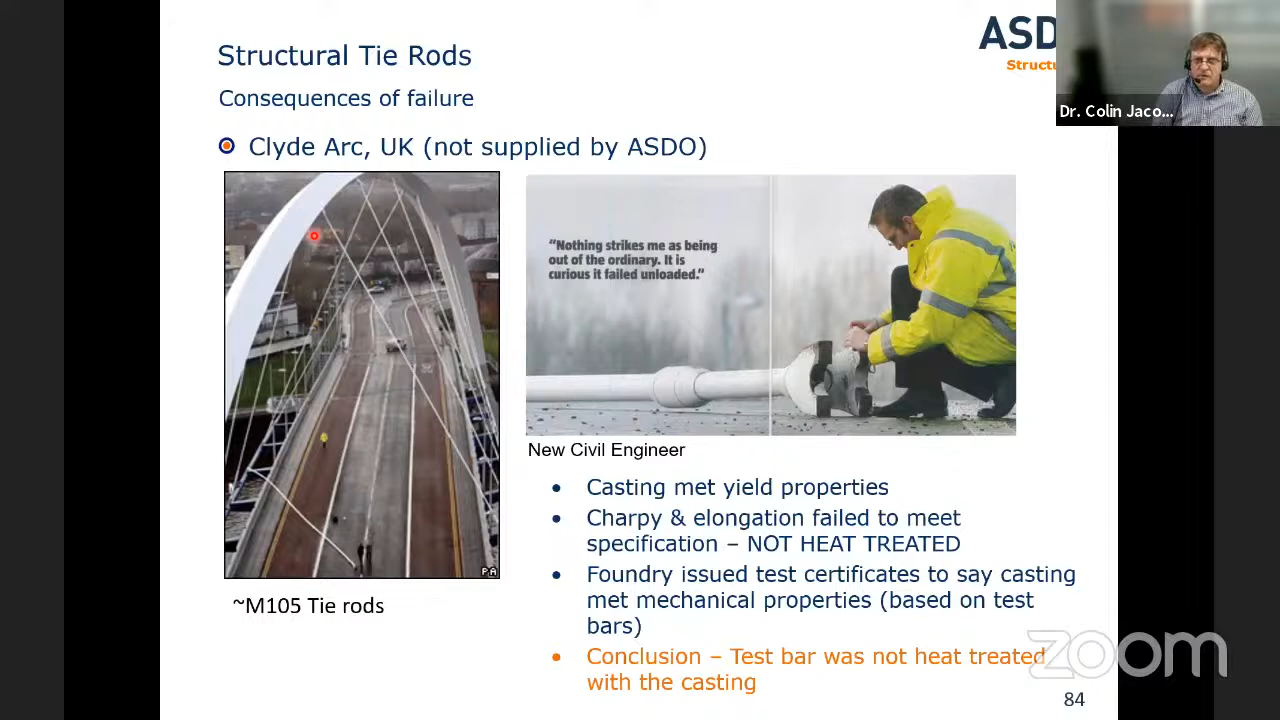 Structural Tie Rods
ASD
Structu
Consequences of failure
Dr. Colin Jaco...
Clyde Arc, UK (not supplied by ASDO)
"Nothing strikes me as being
out of the ordinary. It is
curious it failed unloaded."
PA
New Civil Engineer
• Casting met yield properties
• Charpy & elongation failed to meet
specification – NOT HEAT TREATED
• Foundry issued test certificates to say casting
met mechanical properties (based on test
bars)
~M105 Tie rods
• Conclusion – Test bar was not heat treated
with the casting
zoom
84